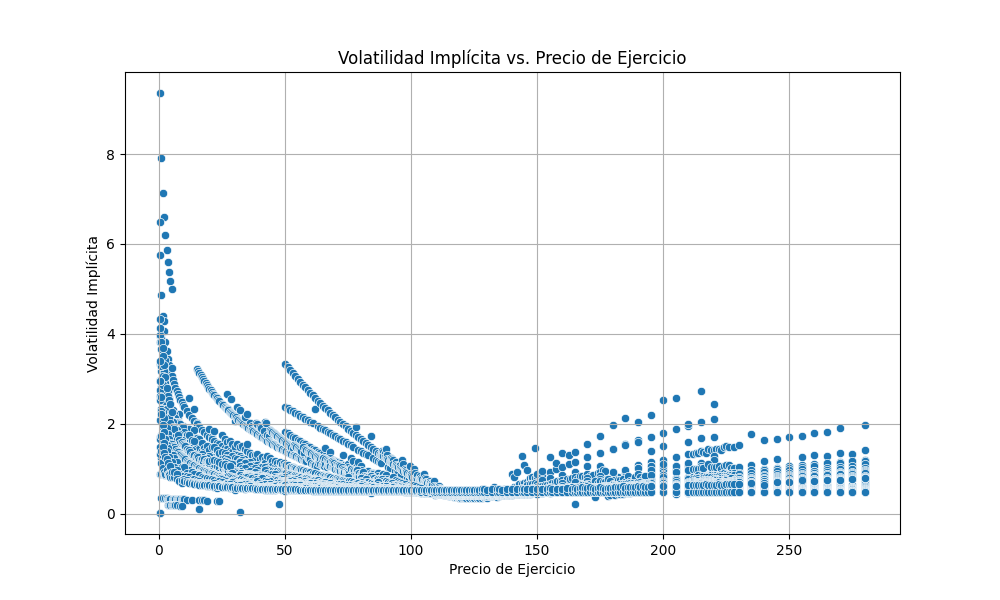 Volatilidad Implícita vs. Precio de Ejercicio
Volatilidad Implícita
8
6
4
2
0
0 50 100 150 200 250
Precio de Ejercicio